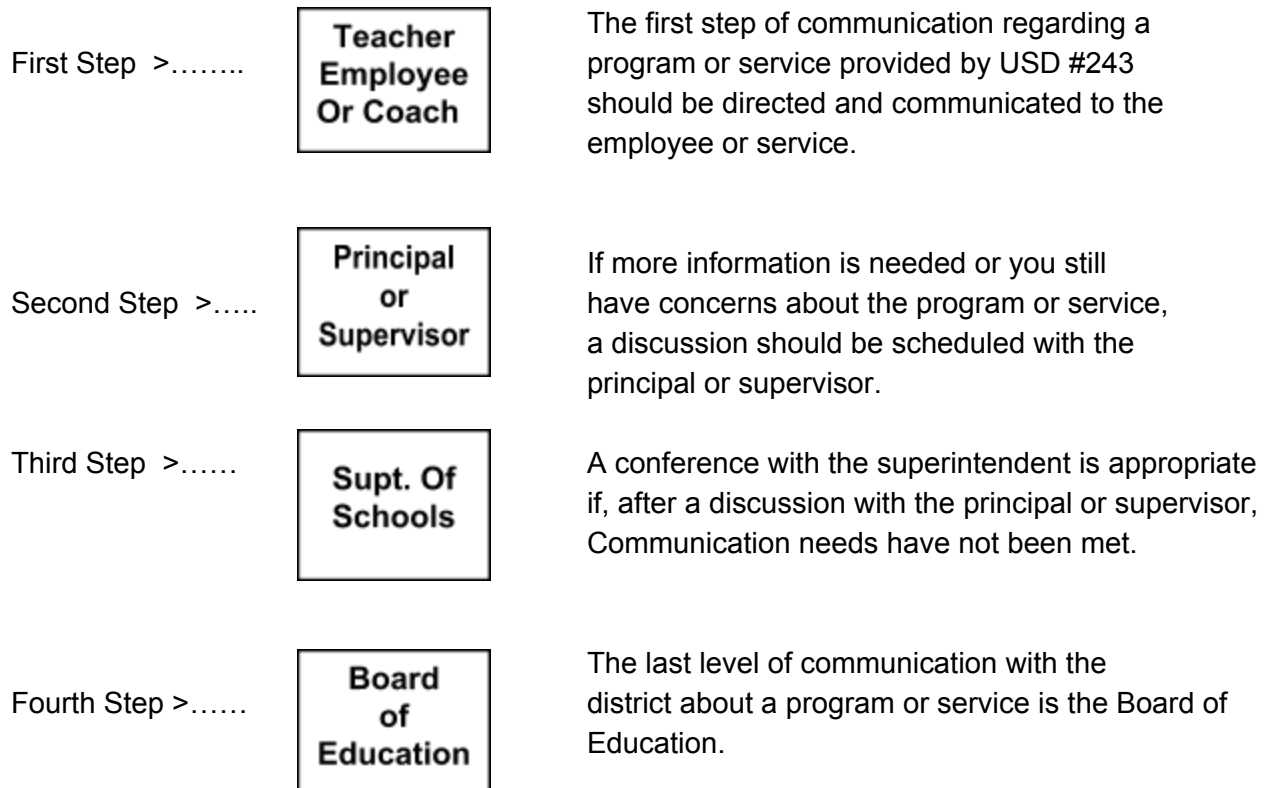 First Step  >……..
Teacher
Employee
Or Coach
The first step of communication regarding a
program or service provided by USD #243
should be directed and communicated to the
employee or service.
Second Step  >…..
Principal
or
Supervisor
If more information is needed or you still
have concerns about the program or service,
a discussion should be scheduled with the
principal or supervisor.
Third Step  >……
Supt. Of
Schools
A conference with the superintendent is appropriate
if, after a discussion with the principal or supervisor,
Communication needs have not been met.
Fourth Step >……
Board
of
Education
The last level of communication with the
district about a program or service is the Board of
Education.